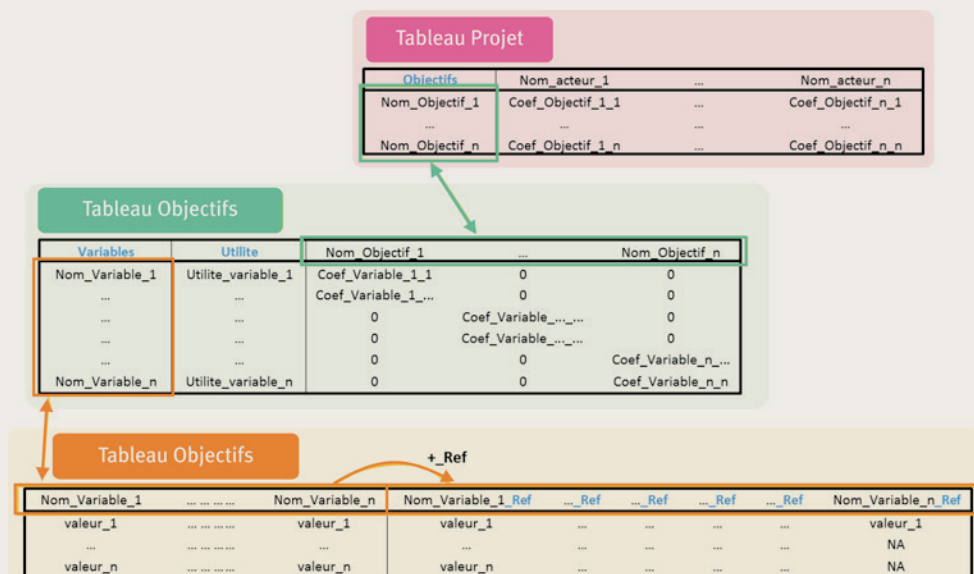 Tableau Projet
Objectifs Nom_acteur_1 ... Nom_acteur_n
Nom_Objectif_1 Coef_Objectif_1_1 ... Coef_Objectif_n_1
... ... ... ...
Nom_Objectif_n Coef_Objectif_1_n ... Coef_Objectif_n_n
Tableau Objectifs
Variables Utilite Nom_Objectif_1 ... Nom_Objectif_n
Nom_Variable_1 Utilite_variable_1 Coef_Variable_1_1 0 0
... ... Coef_Variable_1_... 0 0
... ... 0 Coef_Variable_..._... 0
... ... 0 Coef_Variable_..._... 0
... ... 0 0 Coef_Variable_n_...
Nom_Variable_n Utilite_variable_n 0 0 Coef_Variable_n_n
Tableau Objectifs
+_Ref
Nom_Variable_1 ... ... ... ... Nom_Variable_n Nom_Variable_1_Ref ..._Ref ..._Ref ..._Ref ..._Ref Nom_Variable_n_Ref
valeur_1 ... ... ... ... valeur_1 valeur_1 ... ... ... ... valeur_1
... ... ... ... ... ... ... ... ... ... ... NA
valeur_n ... ... ... ... valeur_n valeur_n ... ... ... ... NA